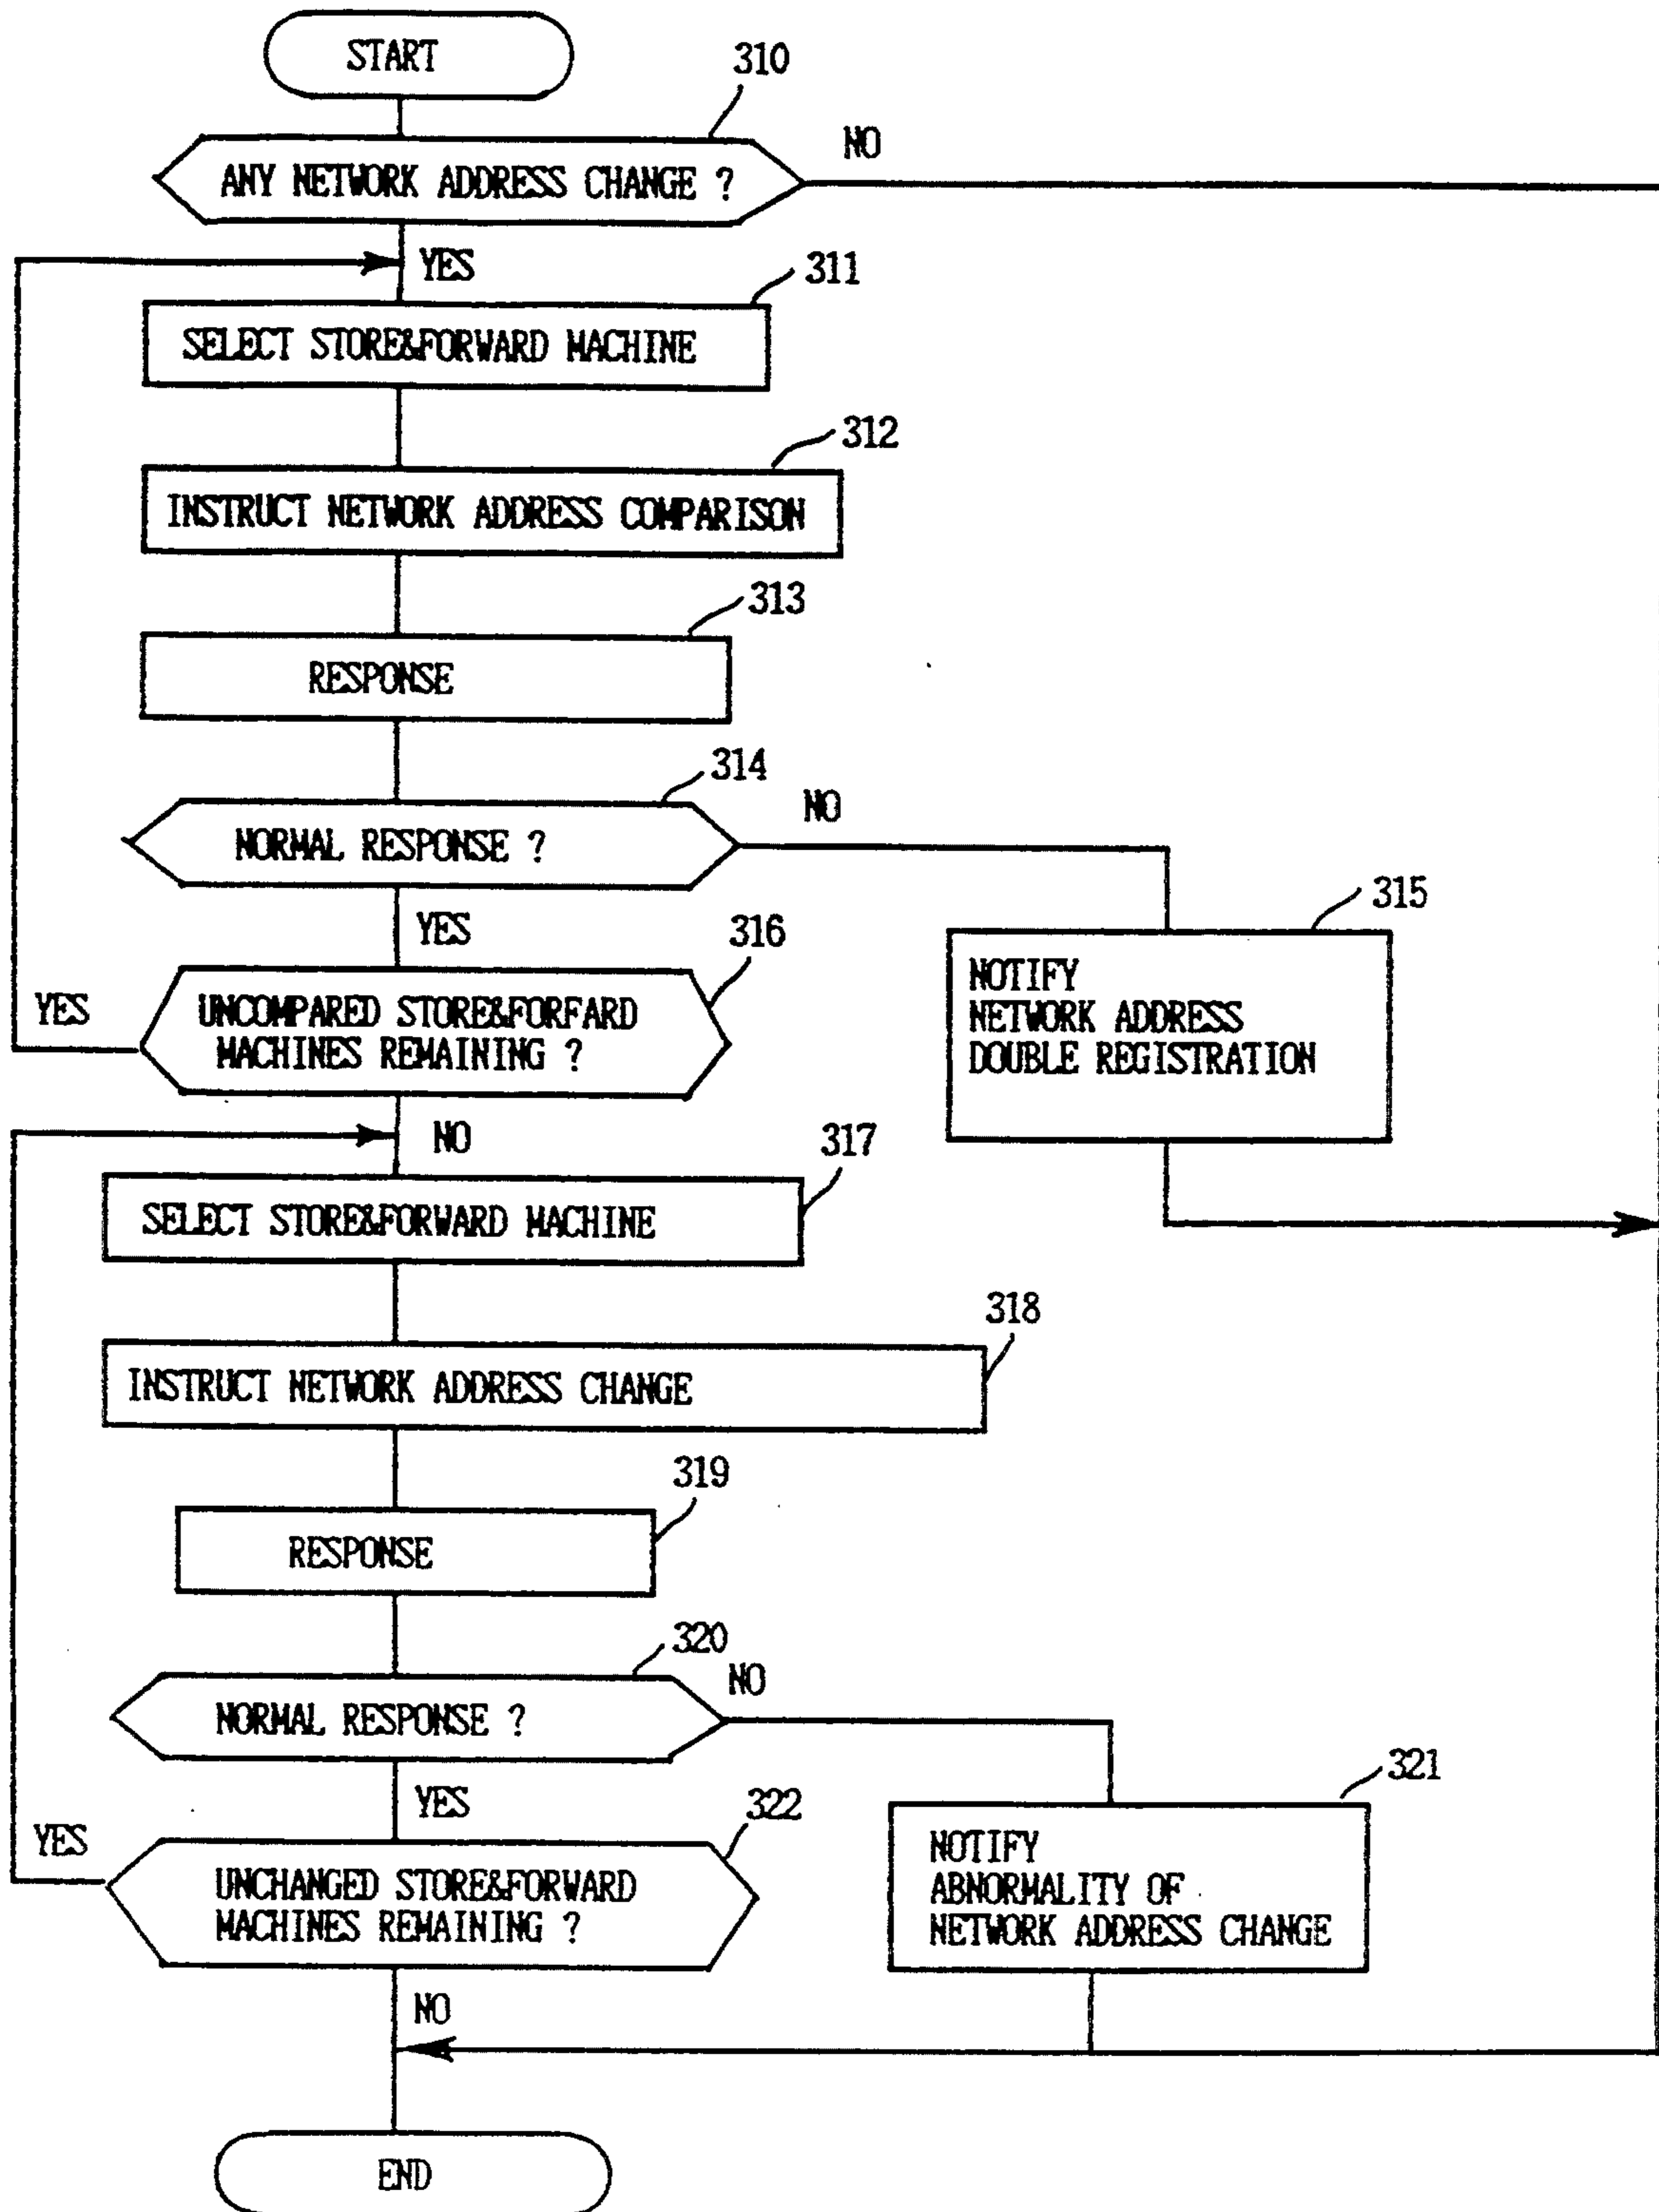 START
310
ANY NETWORK ADDRESS CHANGE ?
NO
YES
311
SELECT STORE&FORWARD MACHINE
312
INSTRUCT NETWORK ADDRESS COMPARISON
313
RESPONSE
314
NORMAL RESPONSE ?
NO
YES
315
NOTIFY
NETWORK ADDRESS
DOUBLE REGISTRATION
316
YES
UNCOMPARED STORE&FORFARD
MACHINES REMAINING ?
NO
317
SELECT STORE&FORWARD MACHINE
318
INSTRUCT NETWORK ADDRESS CHANGE
319
RESPONSE
320
NORMAL RESPONSE ?
NO
YES
321
NOTIFY
ABNORMALITY OF
NETWORK ADDRESS CHANGE
322
YES
UNCHANGED STORE&FORWARD
MACHINES REMAINING ?
NO
END